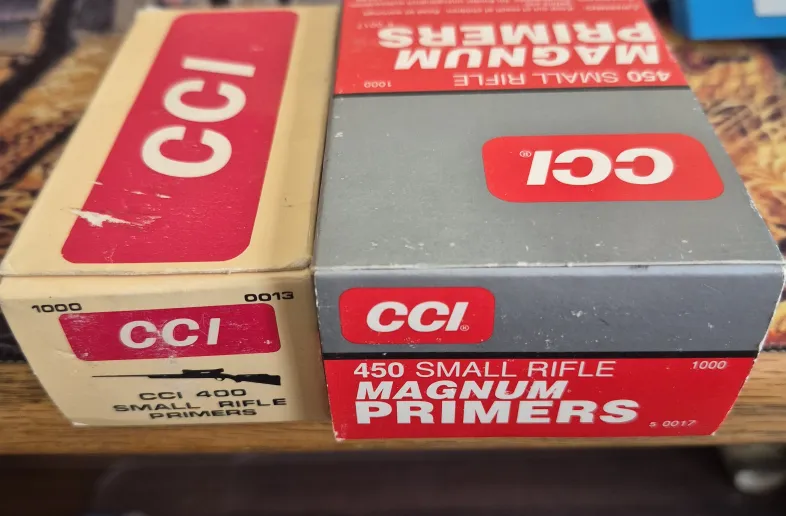 CCI
1000 0013
CCI
CCI 400
SMALL RIFLE
PRIMERS
450 SMALL RIFLE
MAGNUM
PRIMERS
1000
CCI®
CCI®
450 SMALL RIFLE 1000
MAGNUM
PRIMERS
s 0017